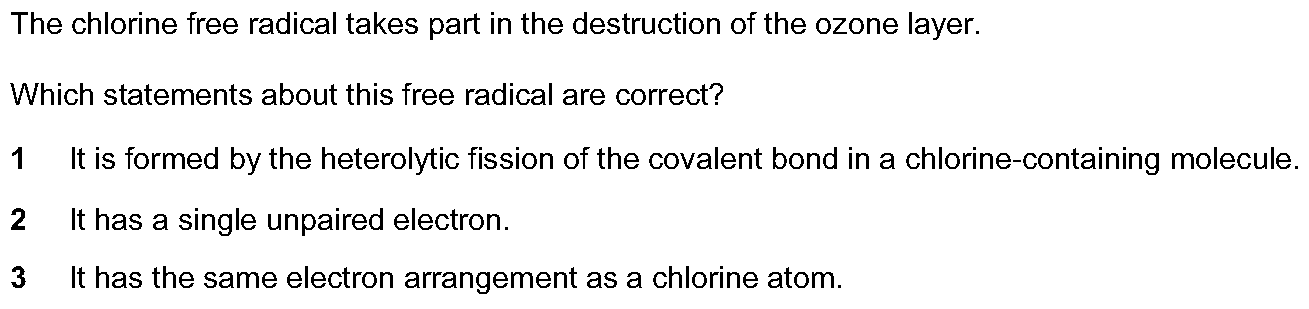 The chlorine free radical takes part in the destruction of the ozone layer.
Which statements about this free radical are correct?
1 It is formed by the heterolytic fission of the covalent bond in a chlorine-containing molecule.
2 It has a single unpaired electron.
3 It has the same electron arrangement as a chlorine atom.